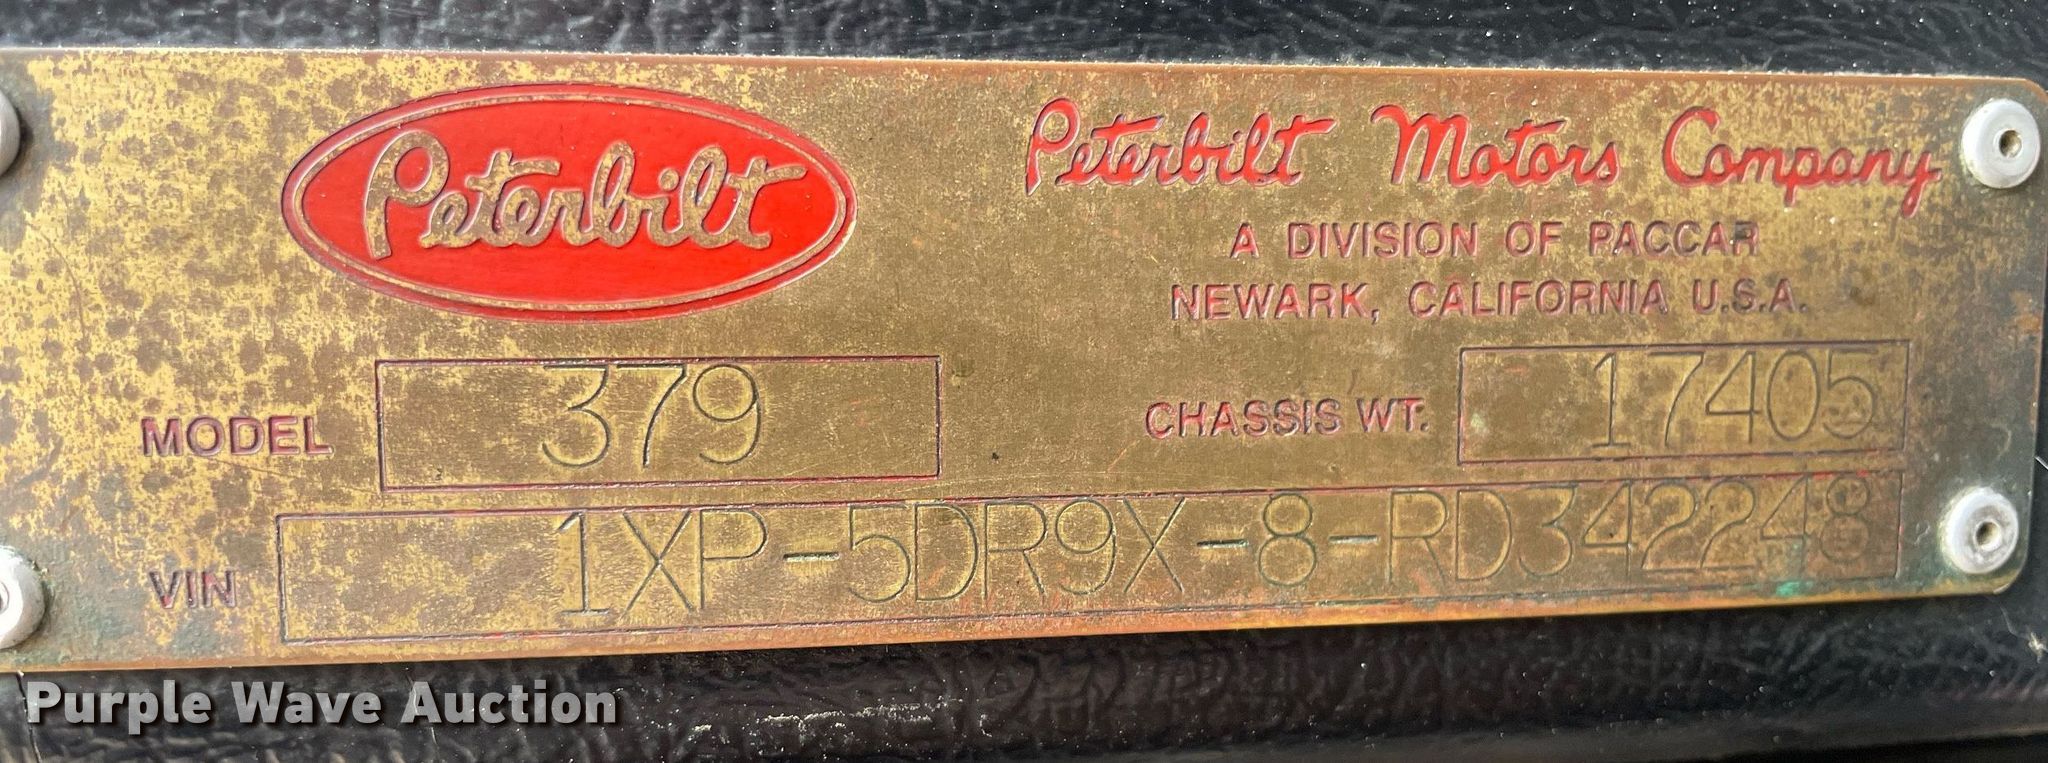 Peterbilt
Peterbilt Motors Company
A DIVISION OF PACCAR
NEWARK, CALIFORNIA U.S.A.
MODEL 379
CHASSIS WT. 17405
VIN 1XP-5DR9X-8-RD342248
Purple Wave Auction